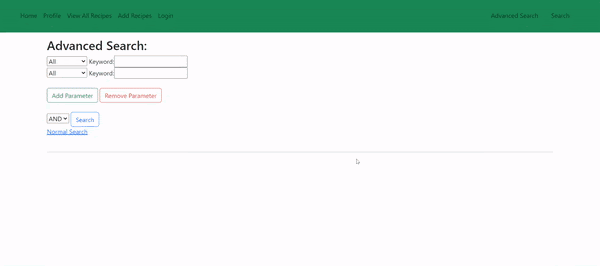 Home Profile View All Recipes Add Recipes Login Advanced Search Search
Advanced Search:
All Keyword:
All Keyword:
Add Parameter Remove Parameter
AND Search
Normal Search